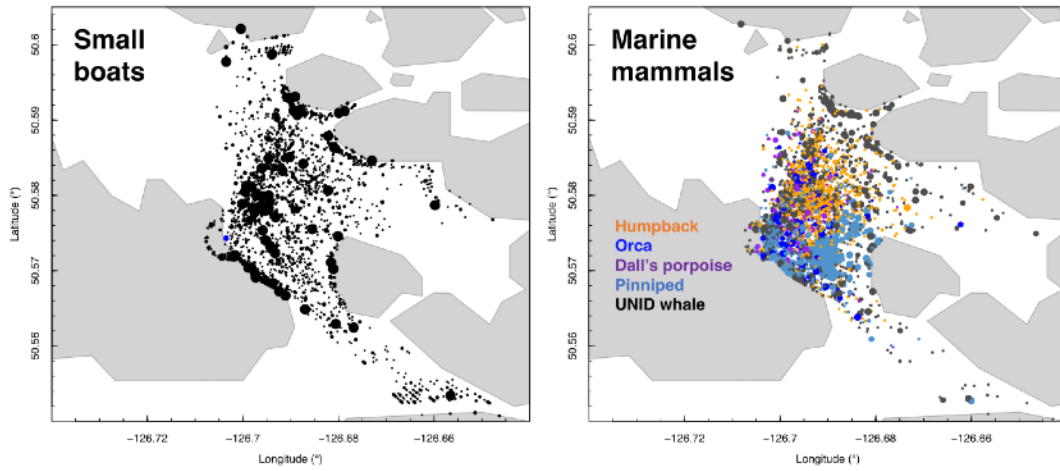 Small
boats
50.6
50.59
50.58
50.57
50.56
Latitude (°)
−126.72
−126.7
−126.68
−126.66
Longitude (°)
Marine
mammals
Humpback
Orca
Dall's porpoise
Pinniped
UNID whale
50.6
50.59
50.58
50.57
50.56
Latitude (°)
−126.72
−126.7
−126.68
−126.66
Longitude (°)